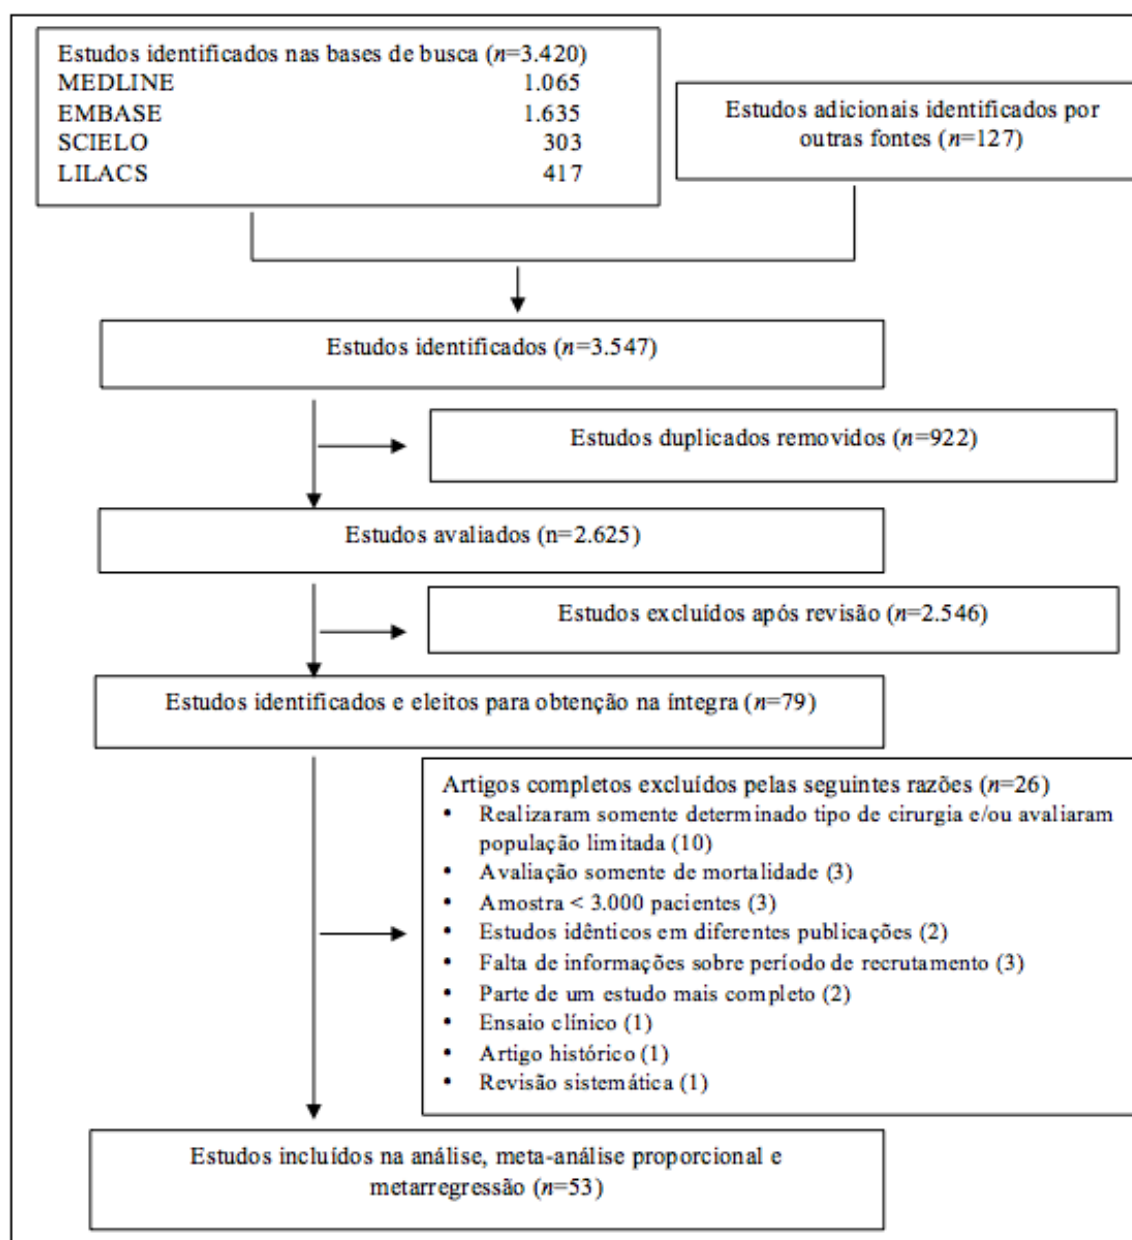 Estudos identificados nas bases de busca (n=3.420)
MEDLINE 1.065
EMBASE 1.635
SCIELO 303
LILACS 417
Estudos adicionais identificados por
outras fontes (n=127)
Estudos identificados (n=3.547)
Estudos duplicados removidos (n=922)
Estudos avaliados (n=2.625)
Estudos excluídos após revisão (n=2.546)
Estudos identificados e eleitos para obtenção na íntegra (n=79)
Artigos completos excluídos pelas seguintes razões (n=26)
• Realizaram somente determinado tipo de cirurgia e/ou avaliaram
população limitada (10)
• Avaliação somente de mortalidade (3)
• Amostra < 3.000 pacientes (3)
• Estudos idênticos em diferentes publicações (2)
• Falta de informações sobre período de recrutamento (3)
• Parte de um estudo mais completo (2)
• Ensaio clínico (1)
• Artigo histórico (1)
• Revisão sistemática (1)
Estudos incluídos na análise, meta-análise proporcional e
metarregressão (n=53)